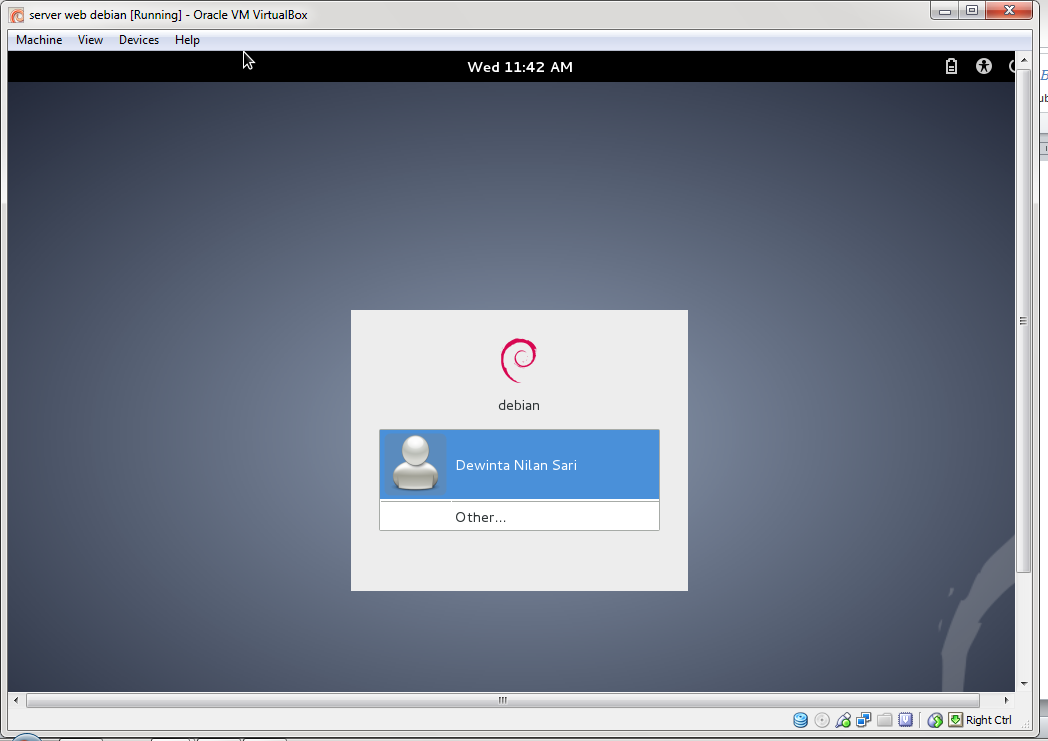 server web debian [Running] - Oracle VM VirtualBox
Machine View Devices Help
Wed 11:42 AM
debian
Dewinta Nilan Sari
Other...
Right Ctrl